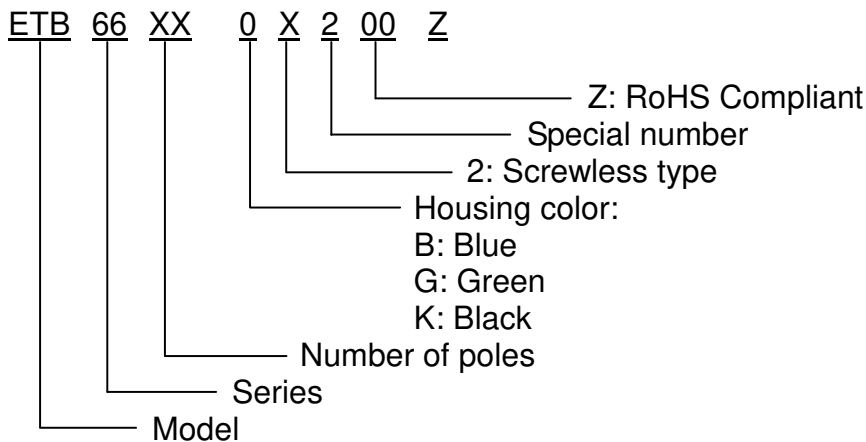 ETB 66 XX 0 X 2 00 Z
Z: RoHS Compliant
Special number
2: Screwless type
Housing color:
B: Blue
G: Green
K: Black
Number of poles
Series
Model